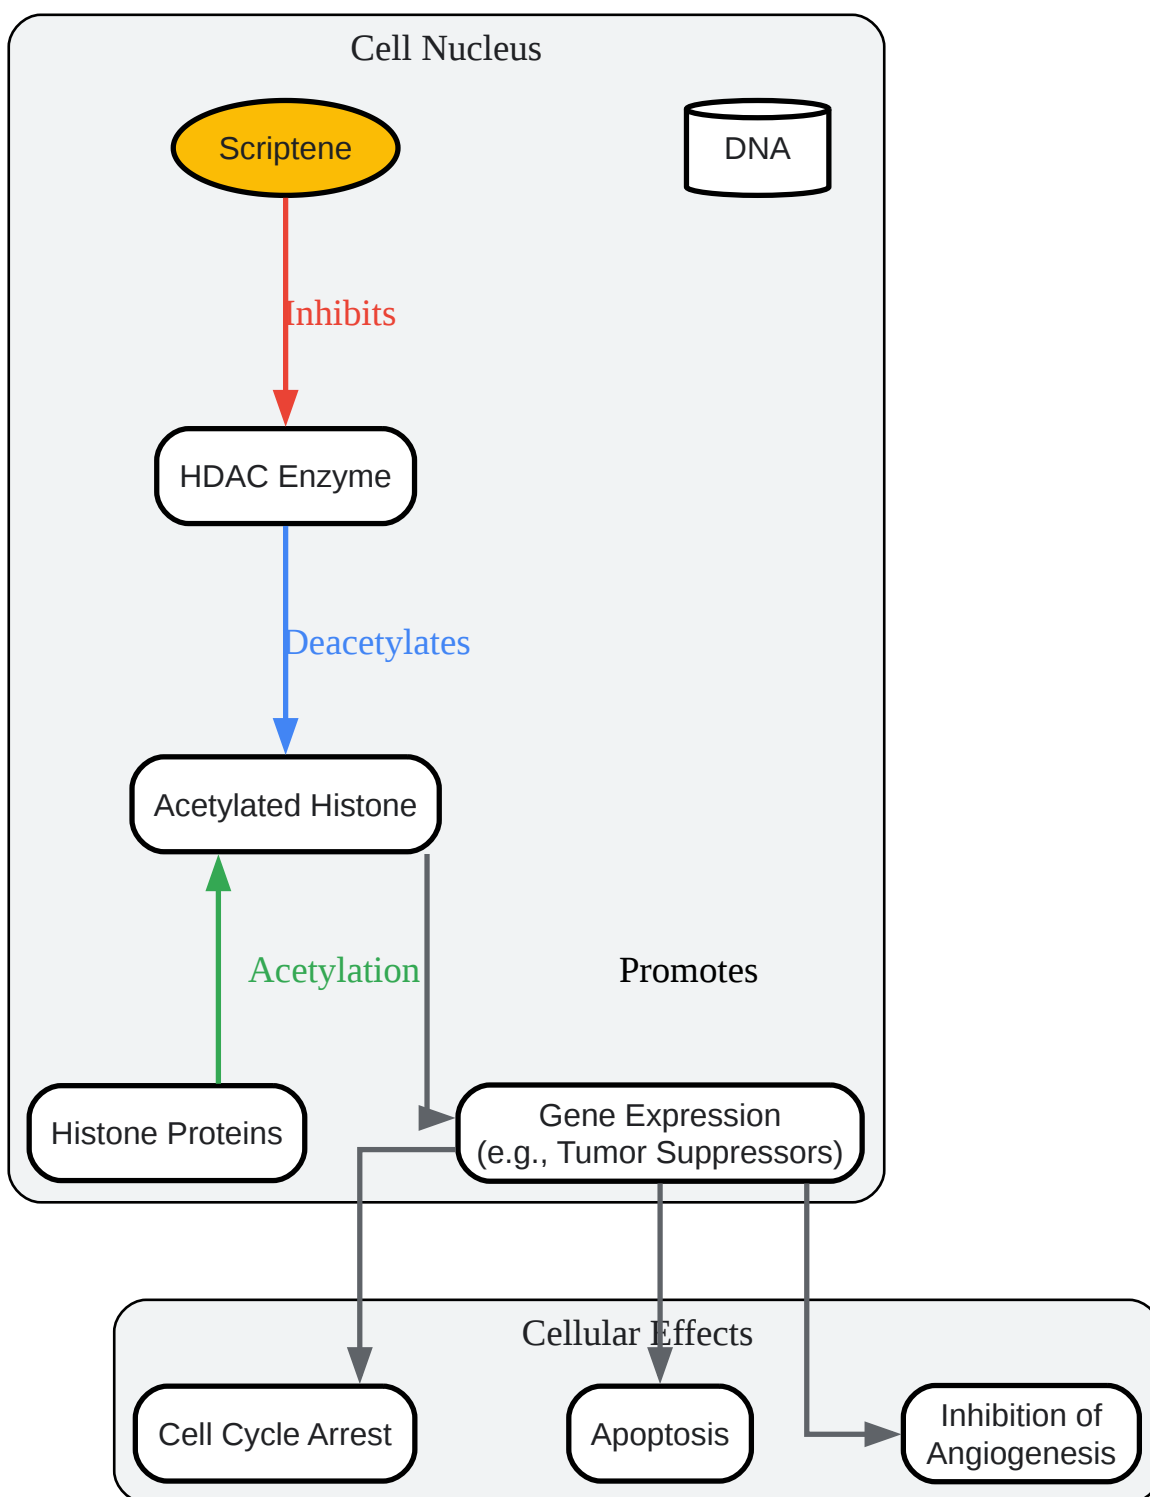 Cell Nucleus
Scriptene
DNA
Inhibits
HDAC Enzyme
Deacetylates
Acetylated Histone
Acetylation
Promotes
Histone Proteins
Gene Expression
(e.g., Tumor Suppressors)
Cellular Effects
Cell Cycle Arrest
Apoptosis
Inhibition of
Angiogenesis